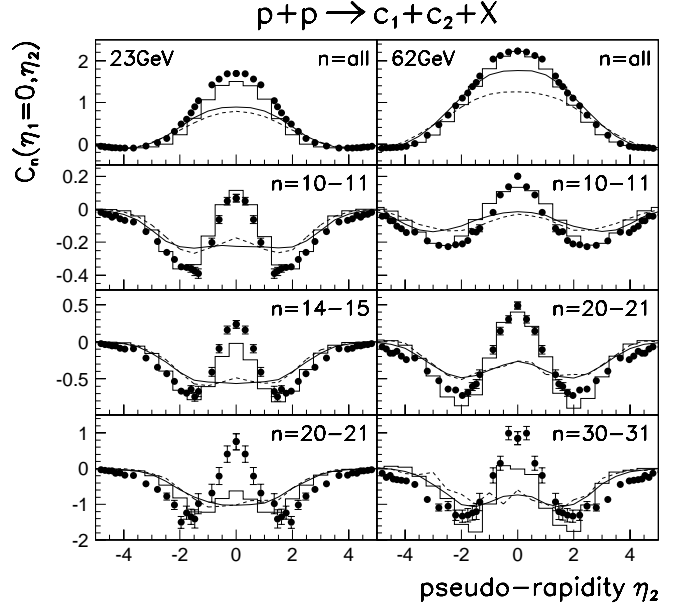 p+p→c₁+c₂+X
Cₙ(η₁=0,η₂)
23GeV n=all
62GeV n=all
2
1
0
n=10−11
n=10−11
0.2
0
-0.2
-0.4
n=14−15
n=20−21
0.5
0
-0.5
n=20−21
n=30−31
1
0
-1
-2
-4 -2 0 2 4
-4 -2 0 2 4
pseudo−rapidity η₂